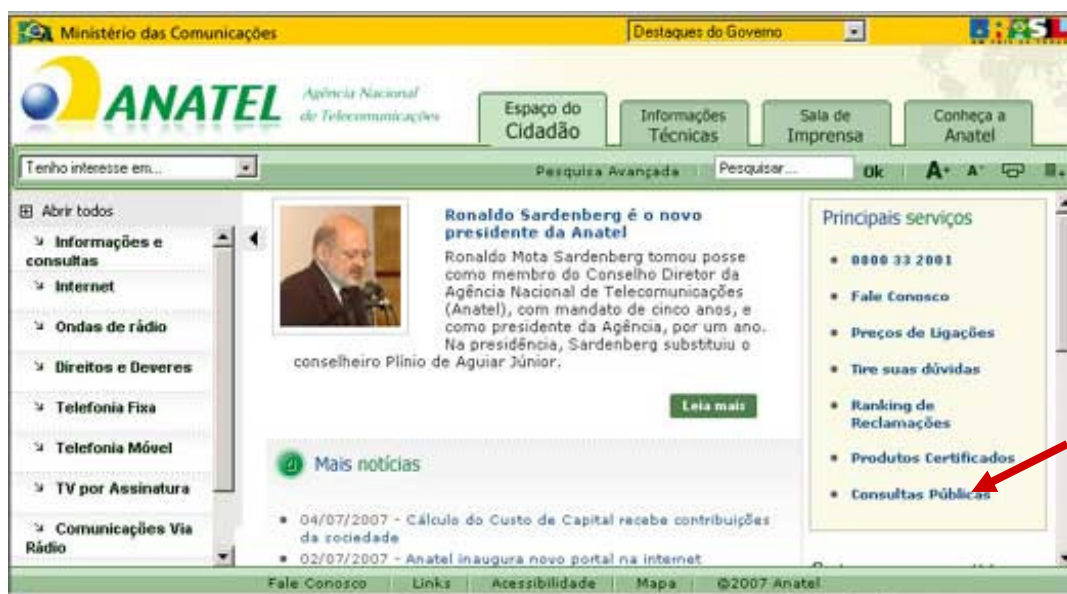 Ministério das Comunicações
Destaques do Governo
BRASIL
ANATEL
Agência Nacional
de Telecomunicações
Espaço do
Cidadão
Informações
Técnicas
Sala de
Imprensa
Conheça a
Anatel
Tenho interesse em...
Pesquisa Avançada
Pesquisar...
Ok
A+
A-
Abrir todos
Informações e
consultas
Internet
Ondas de rádio
Direitos e Deveres
Telefonia Fixa
Telefonia Móvel
TV por Assinatura
Comunicações Via
Rádio
Ronaldo Sardenberg é o novo
presidente da Anatel
Ronaldo Mota Sardenberg tomou posse
como membro do Conselho Diretor da
Agência Nacional de Telecomunicações
(Anatel), com mandato de cinco anos, e
como presidente da Agência, por um ano.
Na presidência, Sardenberg substituiu o
conselheiro Plínio de Aguiar Júnior.
Leia mais
Mais notícias
04/07/2007 - Cálculo do Custo de Capital recebe contribuições
da sociedade
02/07/2007 - Anatel inaugura novo portal na internet
Principais serviços
33 2001
Fale Conosco
Preços de Ligações
Tire suas dúvidas
Ranking de
Reclamações
Produtos Certificados
Consultas Públicas
Fale Conosco
Links
Acessibilidade
Mapa
©2007 Anatel